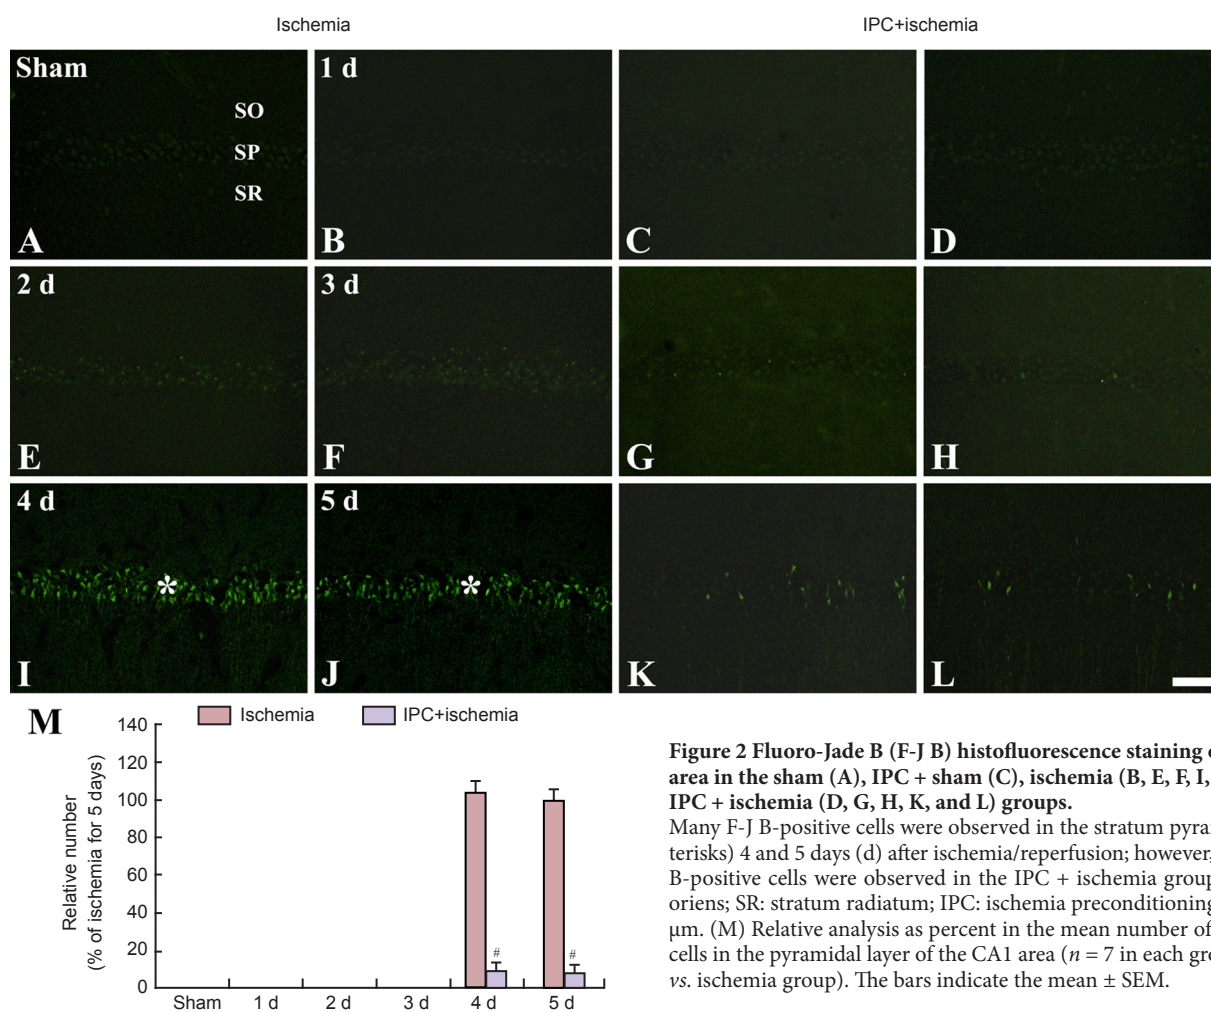 Ischemia
IPC+ischemia
Sham
SO
SP
SR
A
1 d
B
C
D
2 d
E
3 d
F
G
H
4 d
*
I
5 d
*
J
K
L
M
Ischemia
IPC+ischemia
Relative number
(% of ischemia for 5 days)
140
120
100
80
60
40
20
0
#
#
Sham 1 d 2 d 3 d 4 d 5 d
Figure 2 Fluoro-Jade B (F-J B) histofluorescence staining
area in the sham (A), IPC + sham (C), ischemia (B, E, F, I,
IPC + ischemia (D, G, H, K, and L) groups.
Many F-J B-positive cells were observed in the stratum
terisks) 4 and 5 days (d) after ischemia/reperfusion; however,
B-positive cells were observed in the IPC + ischemia
oriens; SR: stratum radiatum; IPC: ischemia preconditioning
μm. (M) Relative analysis as percent in the mean number of
cells in the pyramidal layer of the CA1 area (n = 7 in each
vs. ischemia group). The bars indicate the mean ± SEM.